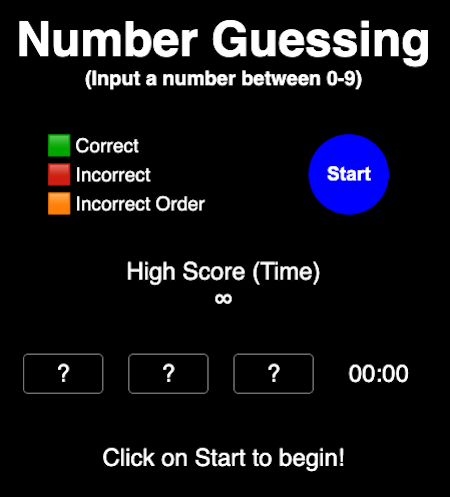 Number Guessing
(Input a number between 0-9)
Correct
Incorrect
Incorrect Order
Start
High Score (Time)
∞
? ? ? 00:00
Click on Start to begin!